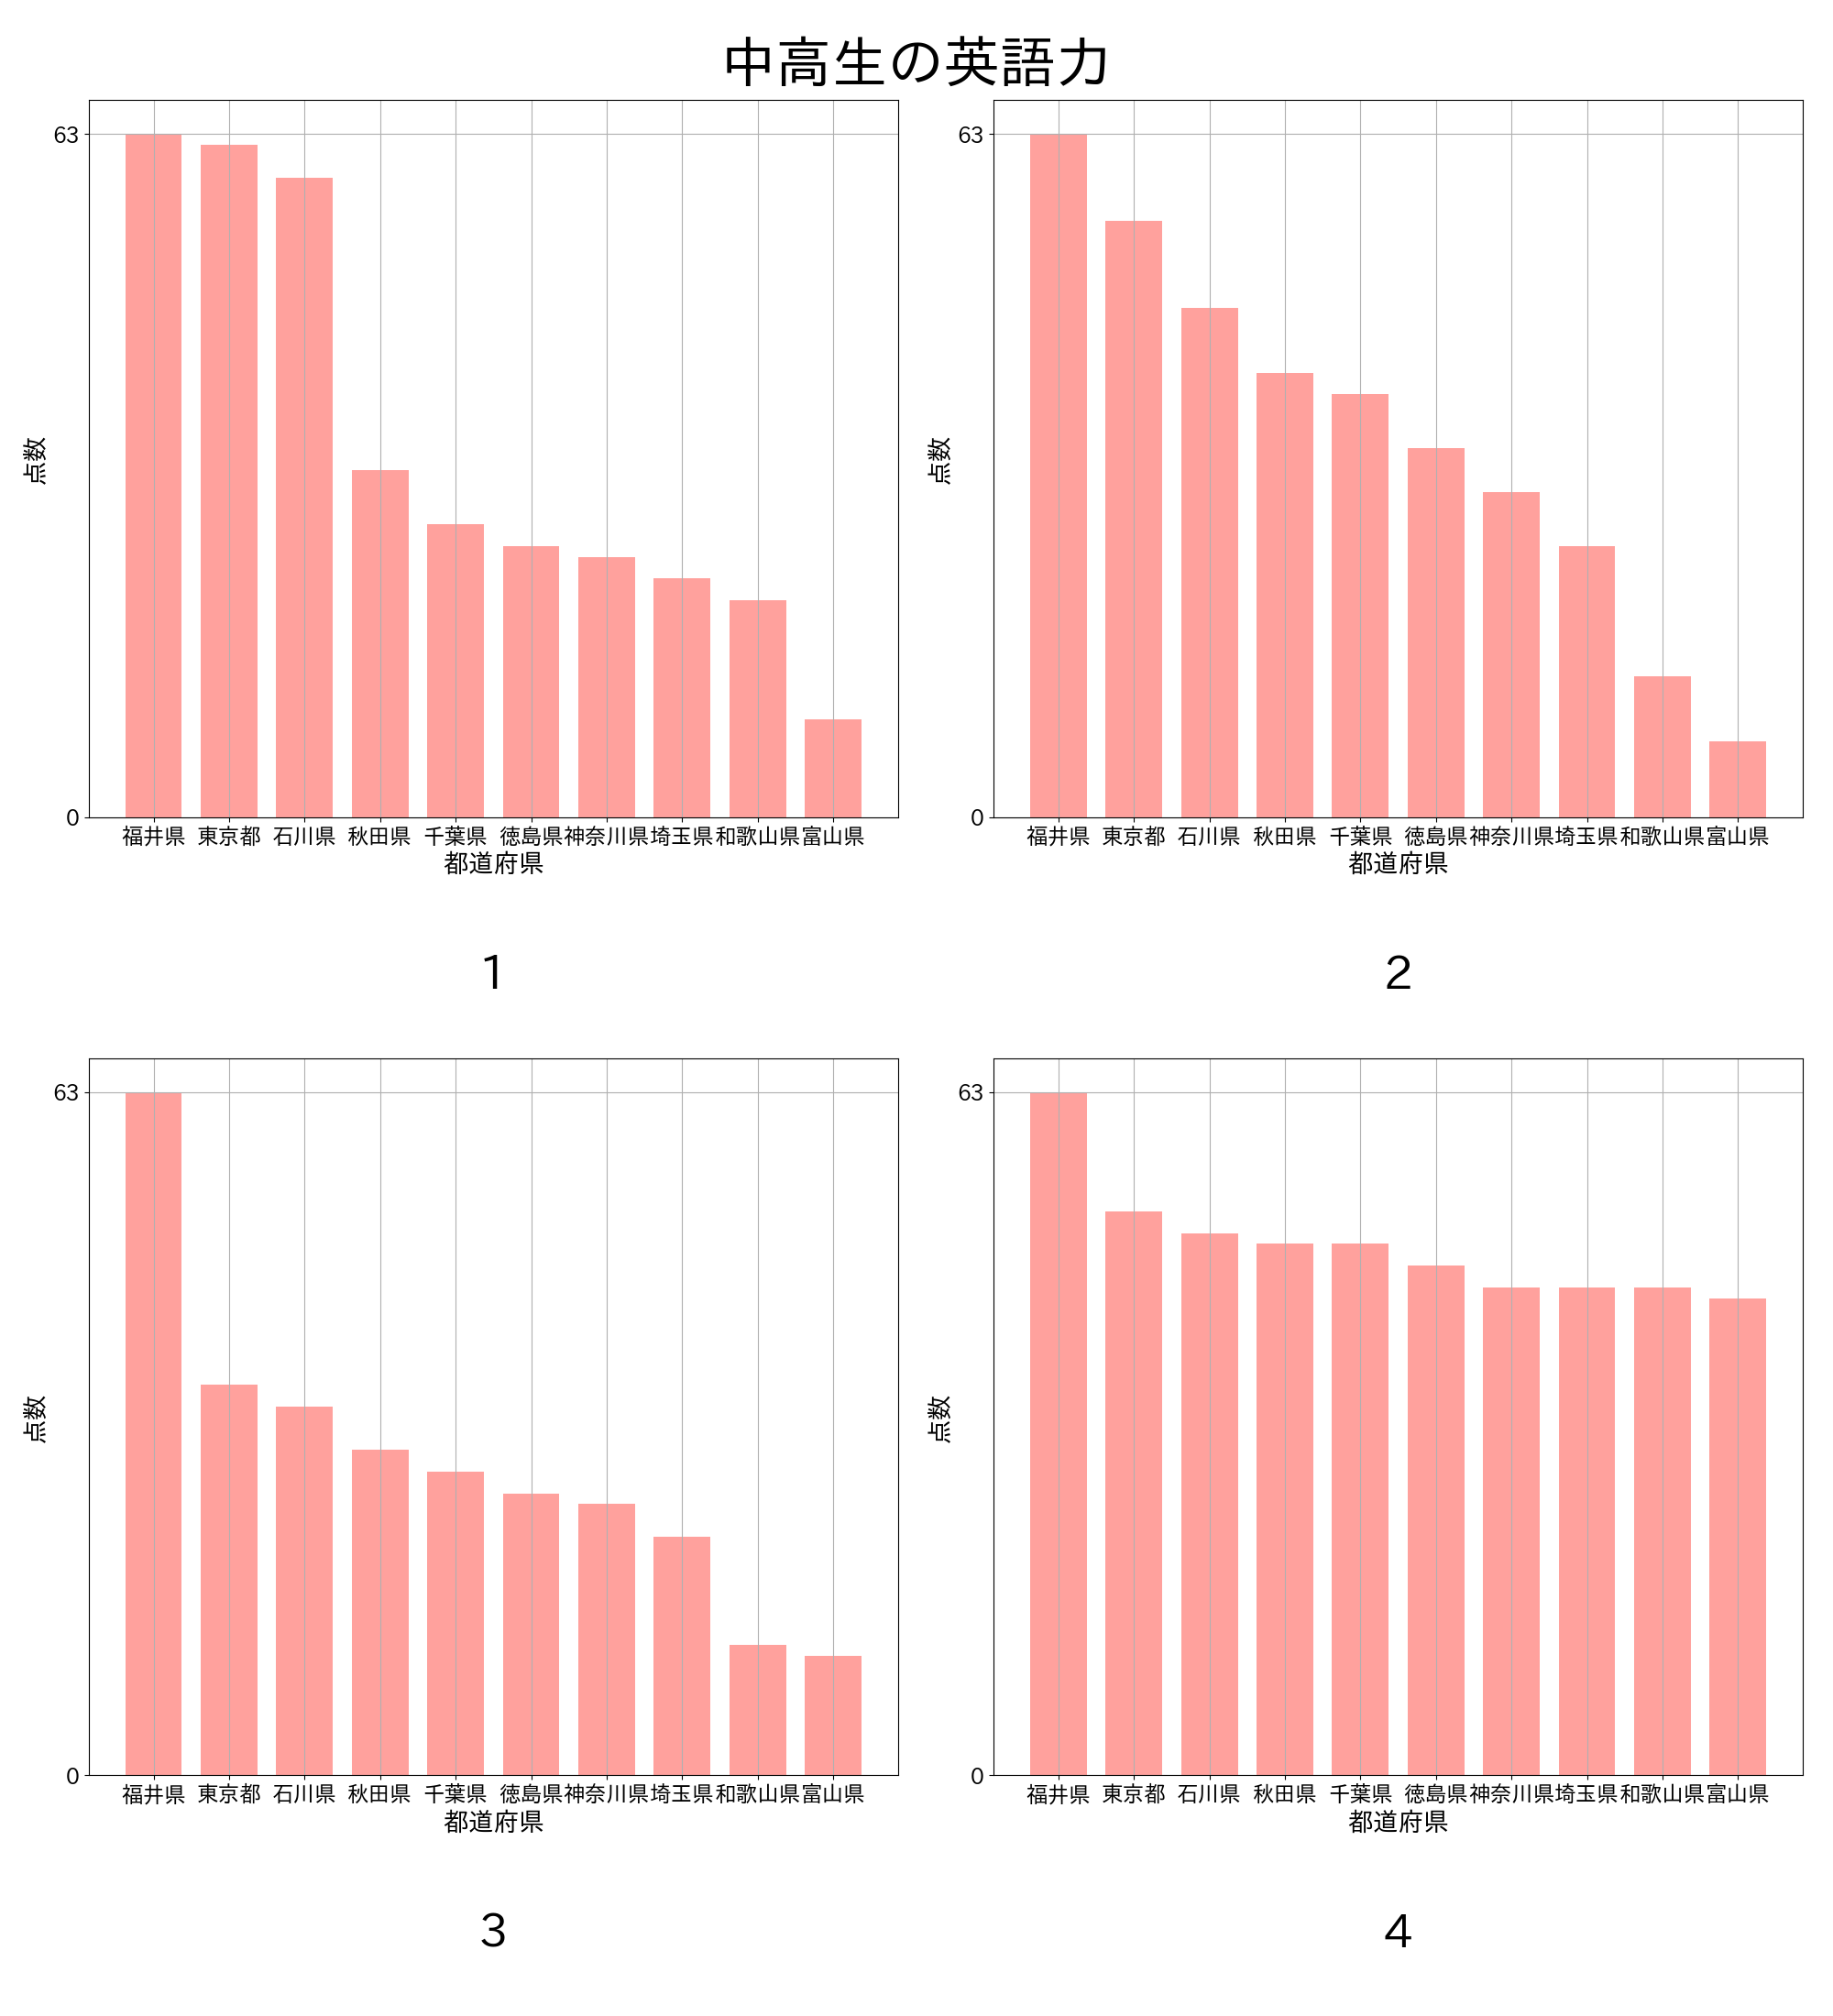 中高生の英語力
63
点数
0
福井県 東京都 石川県 秋田県 千葉県 徳島県 神奈川県 埼玉県 和歌山県 富山県
都道府県
1
63
点数
0
福井県 東京都 石川県 秋田県 千葉県 徳島県 神奈川県 埼玉県 和歌山県 富山県
都道府県
2
63
点数
0
福井県 東京都 石川県 秋田県 千葉県 徳島県 神奈川県 埼玉県 和歌山県 富山県
都道府県
3
63
点数
0
福井県 東京都 石川県 秋田県 千葉県 徳島県 神奈川県 埼玉県 和歌山県 富山県
都道府県
4